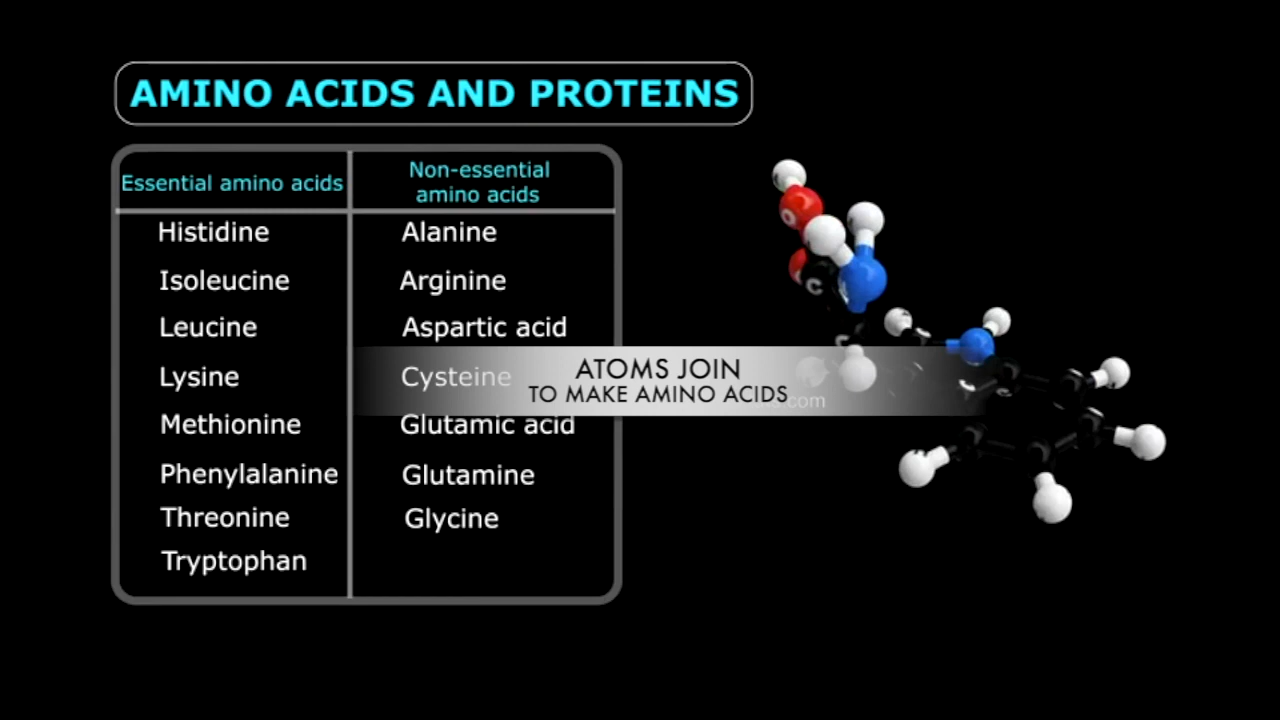 AMINO ACIDS AND PROTEINS
Essential amino acids
Non-essential
amino acids
Histidine
Alanine
Isoleucine
Arginine
Leucine
Aspartic acid
Lysine
Cysteine
Methionine
Glutamic acid
Phenylalanine
Glutamine
Threonine
Glycine
Tryptophan
ATOMS JOIN
TO MAKE AMINO ACIDS
.com
O
C